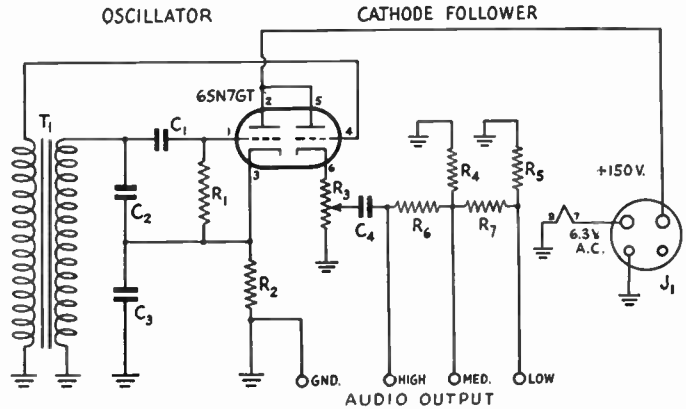 OSCILLATOR
CATHODE FOLLOWER
6SN7GT
2
5
T1
C1
1
4
R1
3
6
C2
R3
R4
R5
+150V.
C4
R6
R7
8 7
6.3V.
A.C.
C3
R2
J1
GND.
HIGH
MED.
LOW
AUDIO OUTPUT